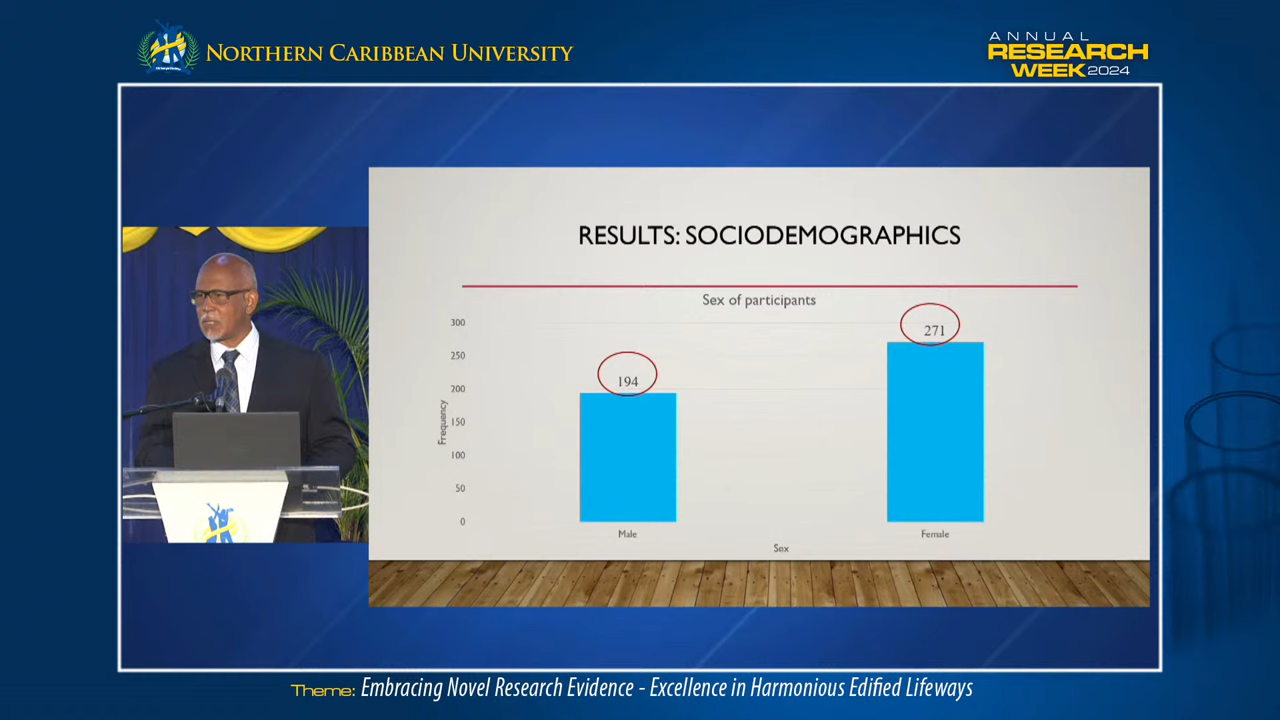 NORTHERN CARIBBEAN UNIVERSITY
ANNUAL
RESEARCH
WEEK 2024
RESULTS: SOCIODEMOGRAPHICS
Sex of participants
300
250
200
150
100
50
0
Frequency
194
271
Male
Female
Sex
Theme: Embracing Novel Research Evidence - Excellence in Harmonious Edified Lifeways